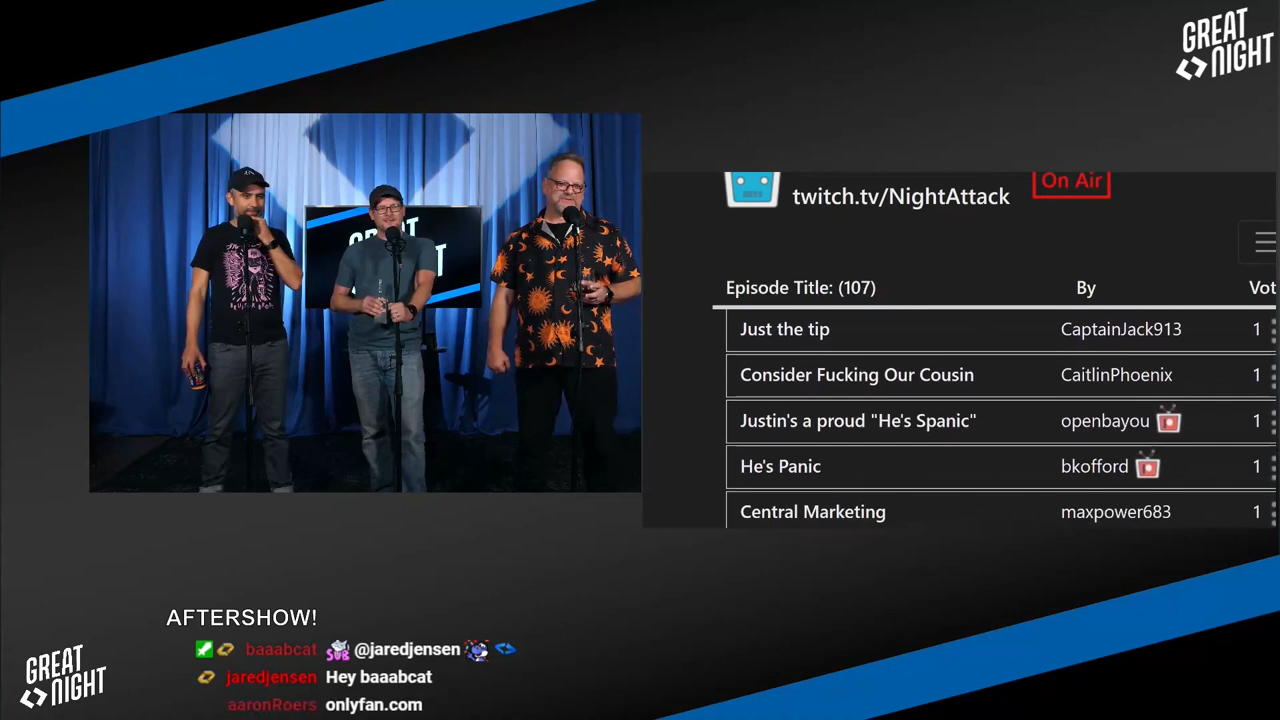 GREAT
NIGHT
twitch.tv/NightAttack
On Air
Episode Title: (107)
By
Vot
Just the tip
CaptainJack913
1
Consider Fucking Our Cousin
CaitlinPhoenix
1
Justin's a proud "He's Spanic"
openbayou
1
He's Panic
bkofford
1
Central Marketing
maxpower683
1
AFTERSHOW!
baaabcat @jaredjensen
jaredjensen Hey baaabcat
aaronRoers onlyfan.com
GREAT
NIGHT